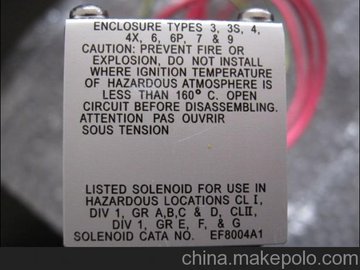 ENCLOSURE TYPES 3, 3S, 4,
4X, 6, 6P, 7 & 9
CAUTION: PREVENT FIRE OR
EXPLOSION, DO NOT INSTALL
WHERE IGNITION TEMPERATURE
OF HAZARDOUS ATMOSPHERE IS
LESS THAN 160° C. OPEN
CIRCUIT BEFORE DISASSEMBLING.
ATTENTION PAS OUVRIR
SOUS TENSION
LISTED SOLENOID FOR USE IN
HAZARDOUS LOCATIONS CL I,
DIV 1, GR A,B,C & D, CLII,
DIV 1, GR E, F, & G
SOLENOID CATA NO. EF8004A1
china.makepolo.com